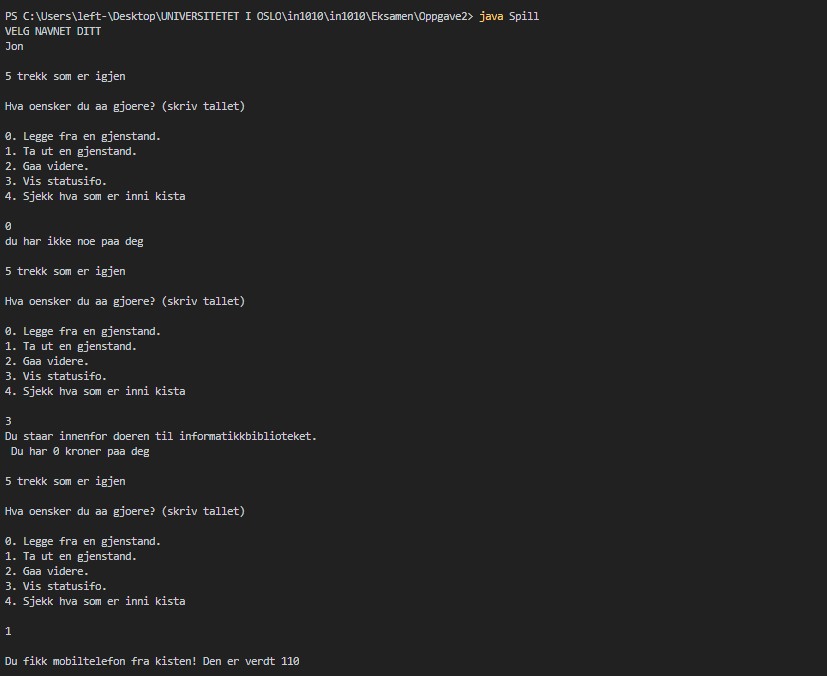 PS C:\Users\left-\Desktop\UNIVERSITETET I OSLO\in1010\in1010\Eksamen\Oppgave2> java Spill
VELG NAVNET DITT
Jon
5 trekk som er igjen
Hva oensker du aa gjoere? (skriv tallet)
0. Legge fra en gjenstand.
1. Ta ut en gjenstand.
2. Gaa videre.
3. Vis statusifo.
4. Sjekk hva som er inni kista
0
du har ikke noe paa deg
5 trekk som er igjen
Hva oensker du aa gjoere? (skriv tallet)
0. Legge fra en gjenstand.
1. Ta ut en gjenstand.
2. Gaa videre.
3. Vis statusifo.
4. Sjekk hva som er inni kista
3
Du staar innenfor doeren til informatikkbiblioteket.
Du har 0 kroner paa deg
5 trekk som er igjen
Hva oensker du aa gjoere? (skriv tallet)
0. Legge fra en gjenstand.
1. Ta ut en gjenstand.
2. Gaa videre.
3. Vis statusifo.
4. Sjekk hva som er inni kista
1
Du fikk mobiltelefon fra kisten! Den er verdt 110